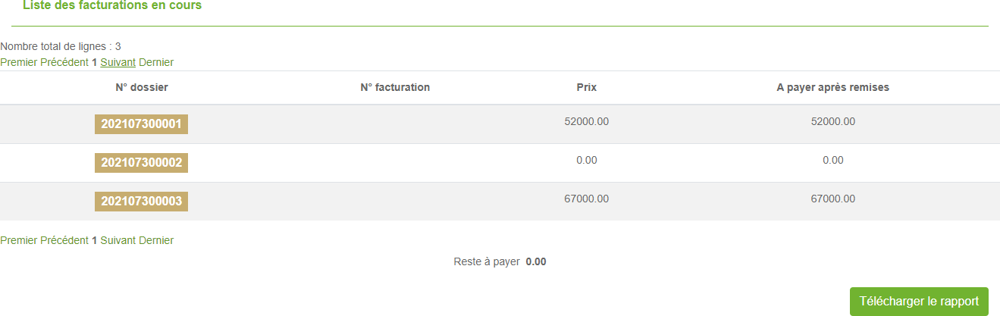 Liste des facturations en cours
Nombre total de lignes : 3
Premier Précédent 1 Suivant Dernier
N° dossier N° facturation Prix A payer après remises
202107300001 52000.00 52000.00
202107300002 0.00 0.00
202107300003 67000.00 67000.00
Premier Précédent 1 Suivant Dernier
Reste à payer 0.00
Télécharger le rapport